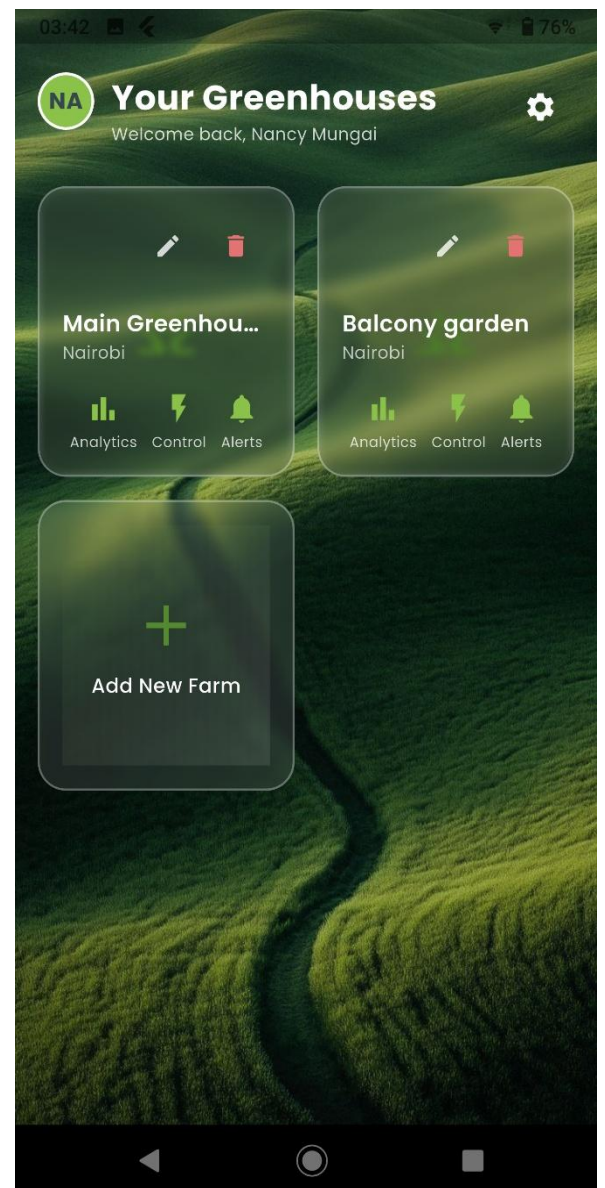 03:42 76%
NA
Your Greenhouses
Welcome back, Nancy Mungai
Main Greenhou...
Nairobi
Analytics Control Alerts
Balcony garden
Nairobi
Analytics Control Alerts
Add New Farm